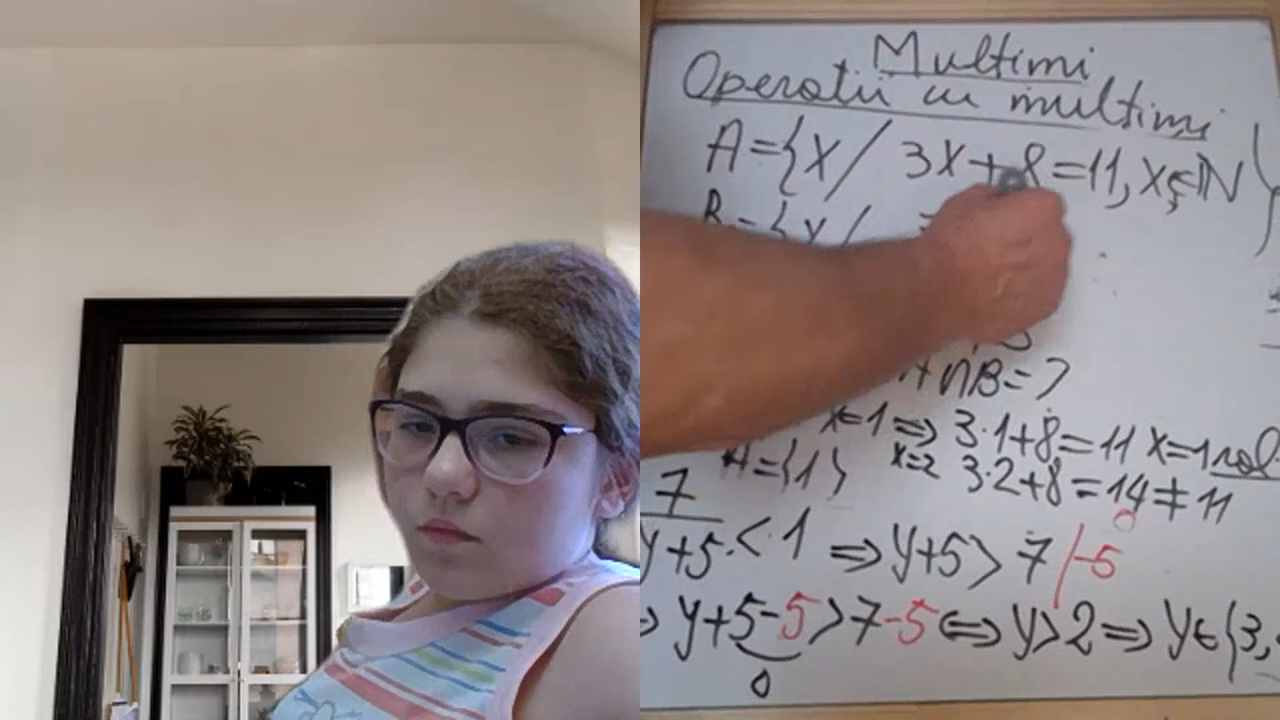 Multimi
Operatii cu multimi
A={x/ 3x+8=11, x∈N}
B={y/
A∩B=?
x=1 ⇒ 3·1+8=11 x=1 sol
A={1} x=2 3·2+8=14≠11
7
y+5 < 1 ⇒ y+5>7 /-5
y+5-5>7-5 ⇔ y>2 ⇒ y∈{3,
0